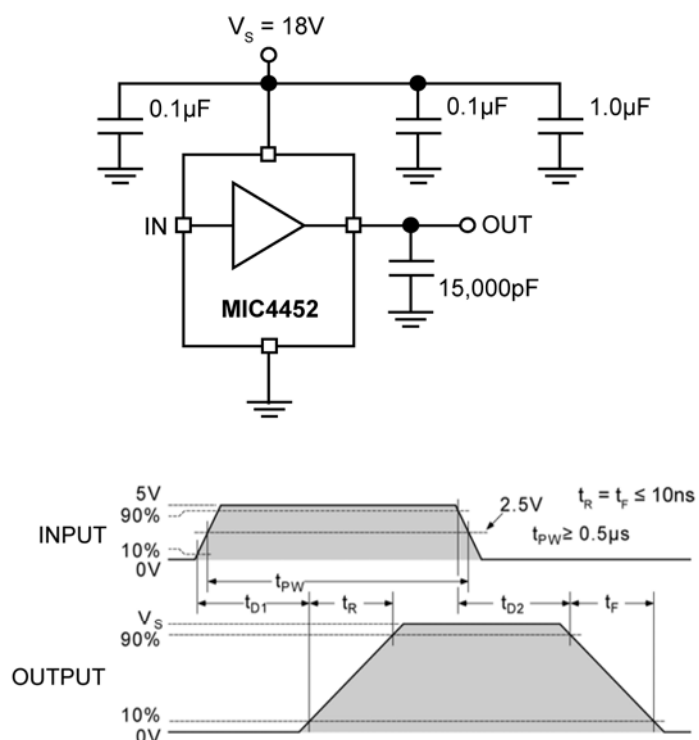 V_S = 18V
0.1µF
0.1µF
1.0µF
IN
OUT
MIC4452
15,000pF
5V
90%
2.5V
t_R = t_F ≤ 10ns
INPUT
t_PW ≥ 0.5µs
10%
0V
t_PW
t_D1
t_R
t_D2
t_F
V_S
90%
OUTPUT
10%
0V